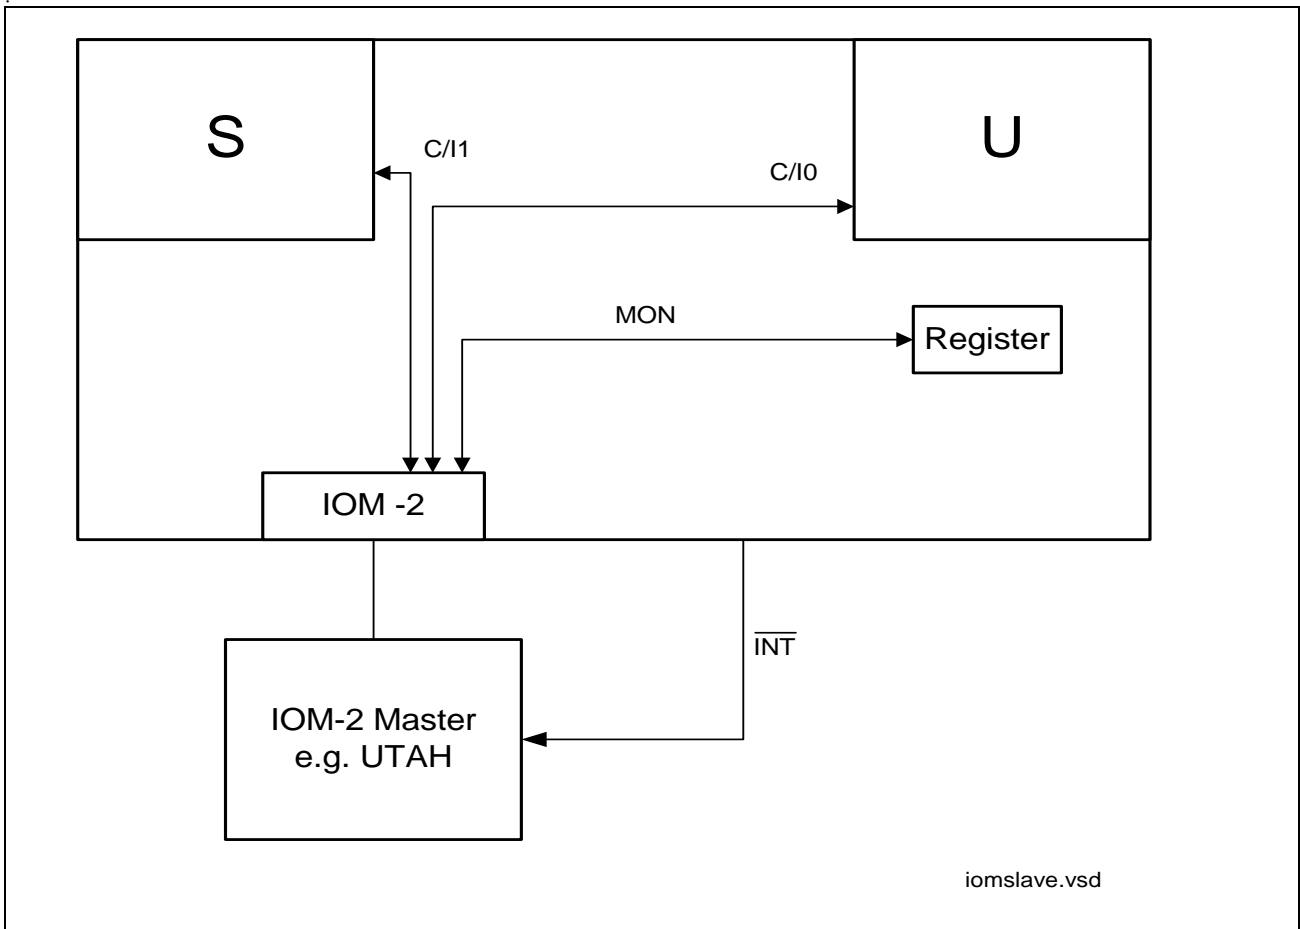 S
U
C/I1
C/I0
MON
Register
IOM -2
INT
IOM-2 Master
e.g. UTAH
iomslave.vsd